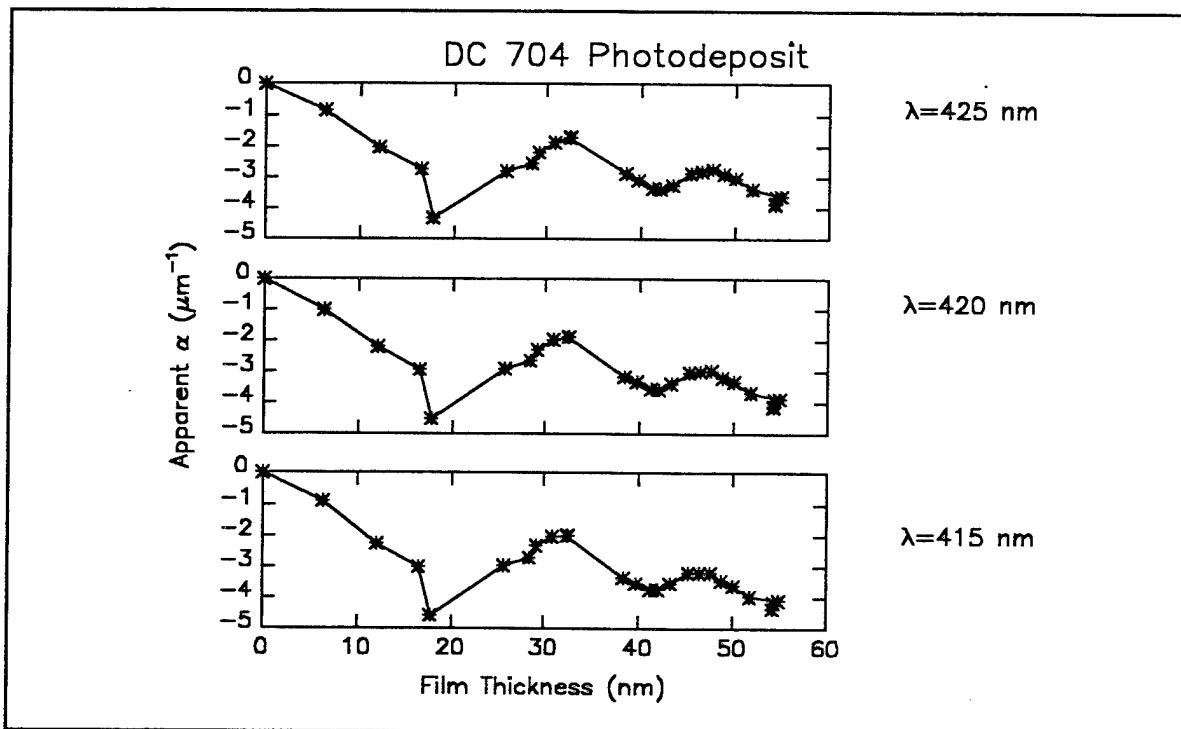 DC 704 Photodeposit
0
-1
-2
-3
-4
-5
λ=425 nm
0
-1
-2
-3
-4
-5
λ=420 nm
Apparent α (μm⁻¹)
0
-1
-2
-3
-4
-5
λ=415 nm
0 10 20 30 40 50 60
Film Thickness (nm)